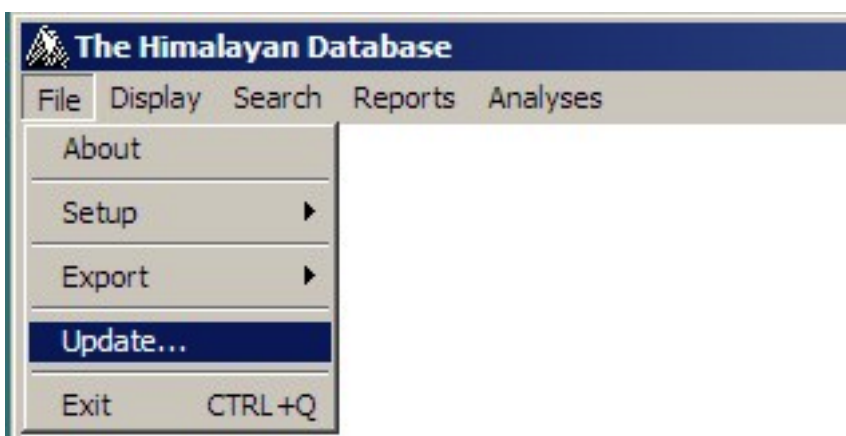 The Himalayan Database
File Display Search Reports Analyses
About
Setup
Export
Update...
Exit CTRL+Q